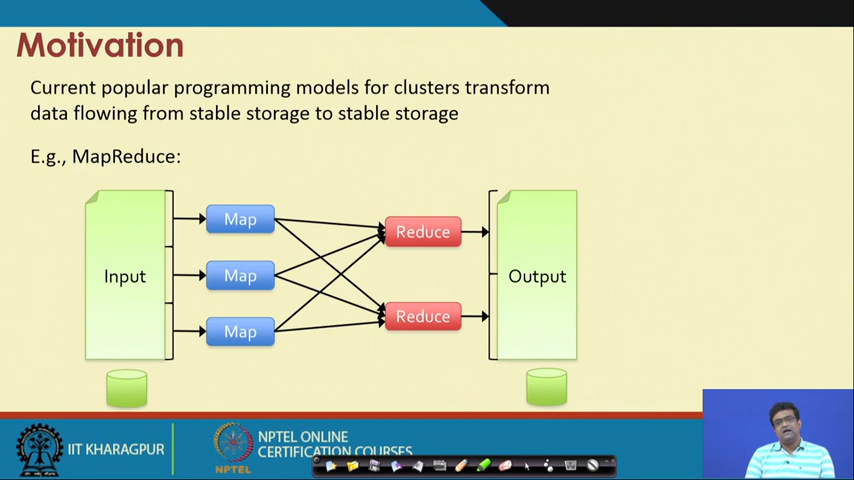 Motivation
Current popular programming models for clusters transform
data flowing from stable storage to stable storage
E.g., MapReduce:
Input
Map
Map
Map
Reduce
Reduce
Output
IIT KHARAGPUR
NPTEL
NPTEL ONLINE
CERTIFICATION COURSES